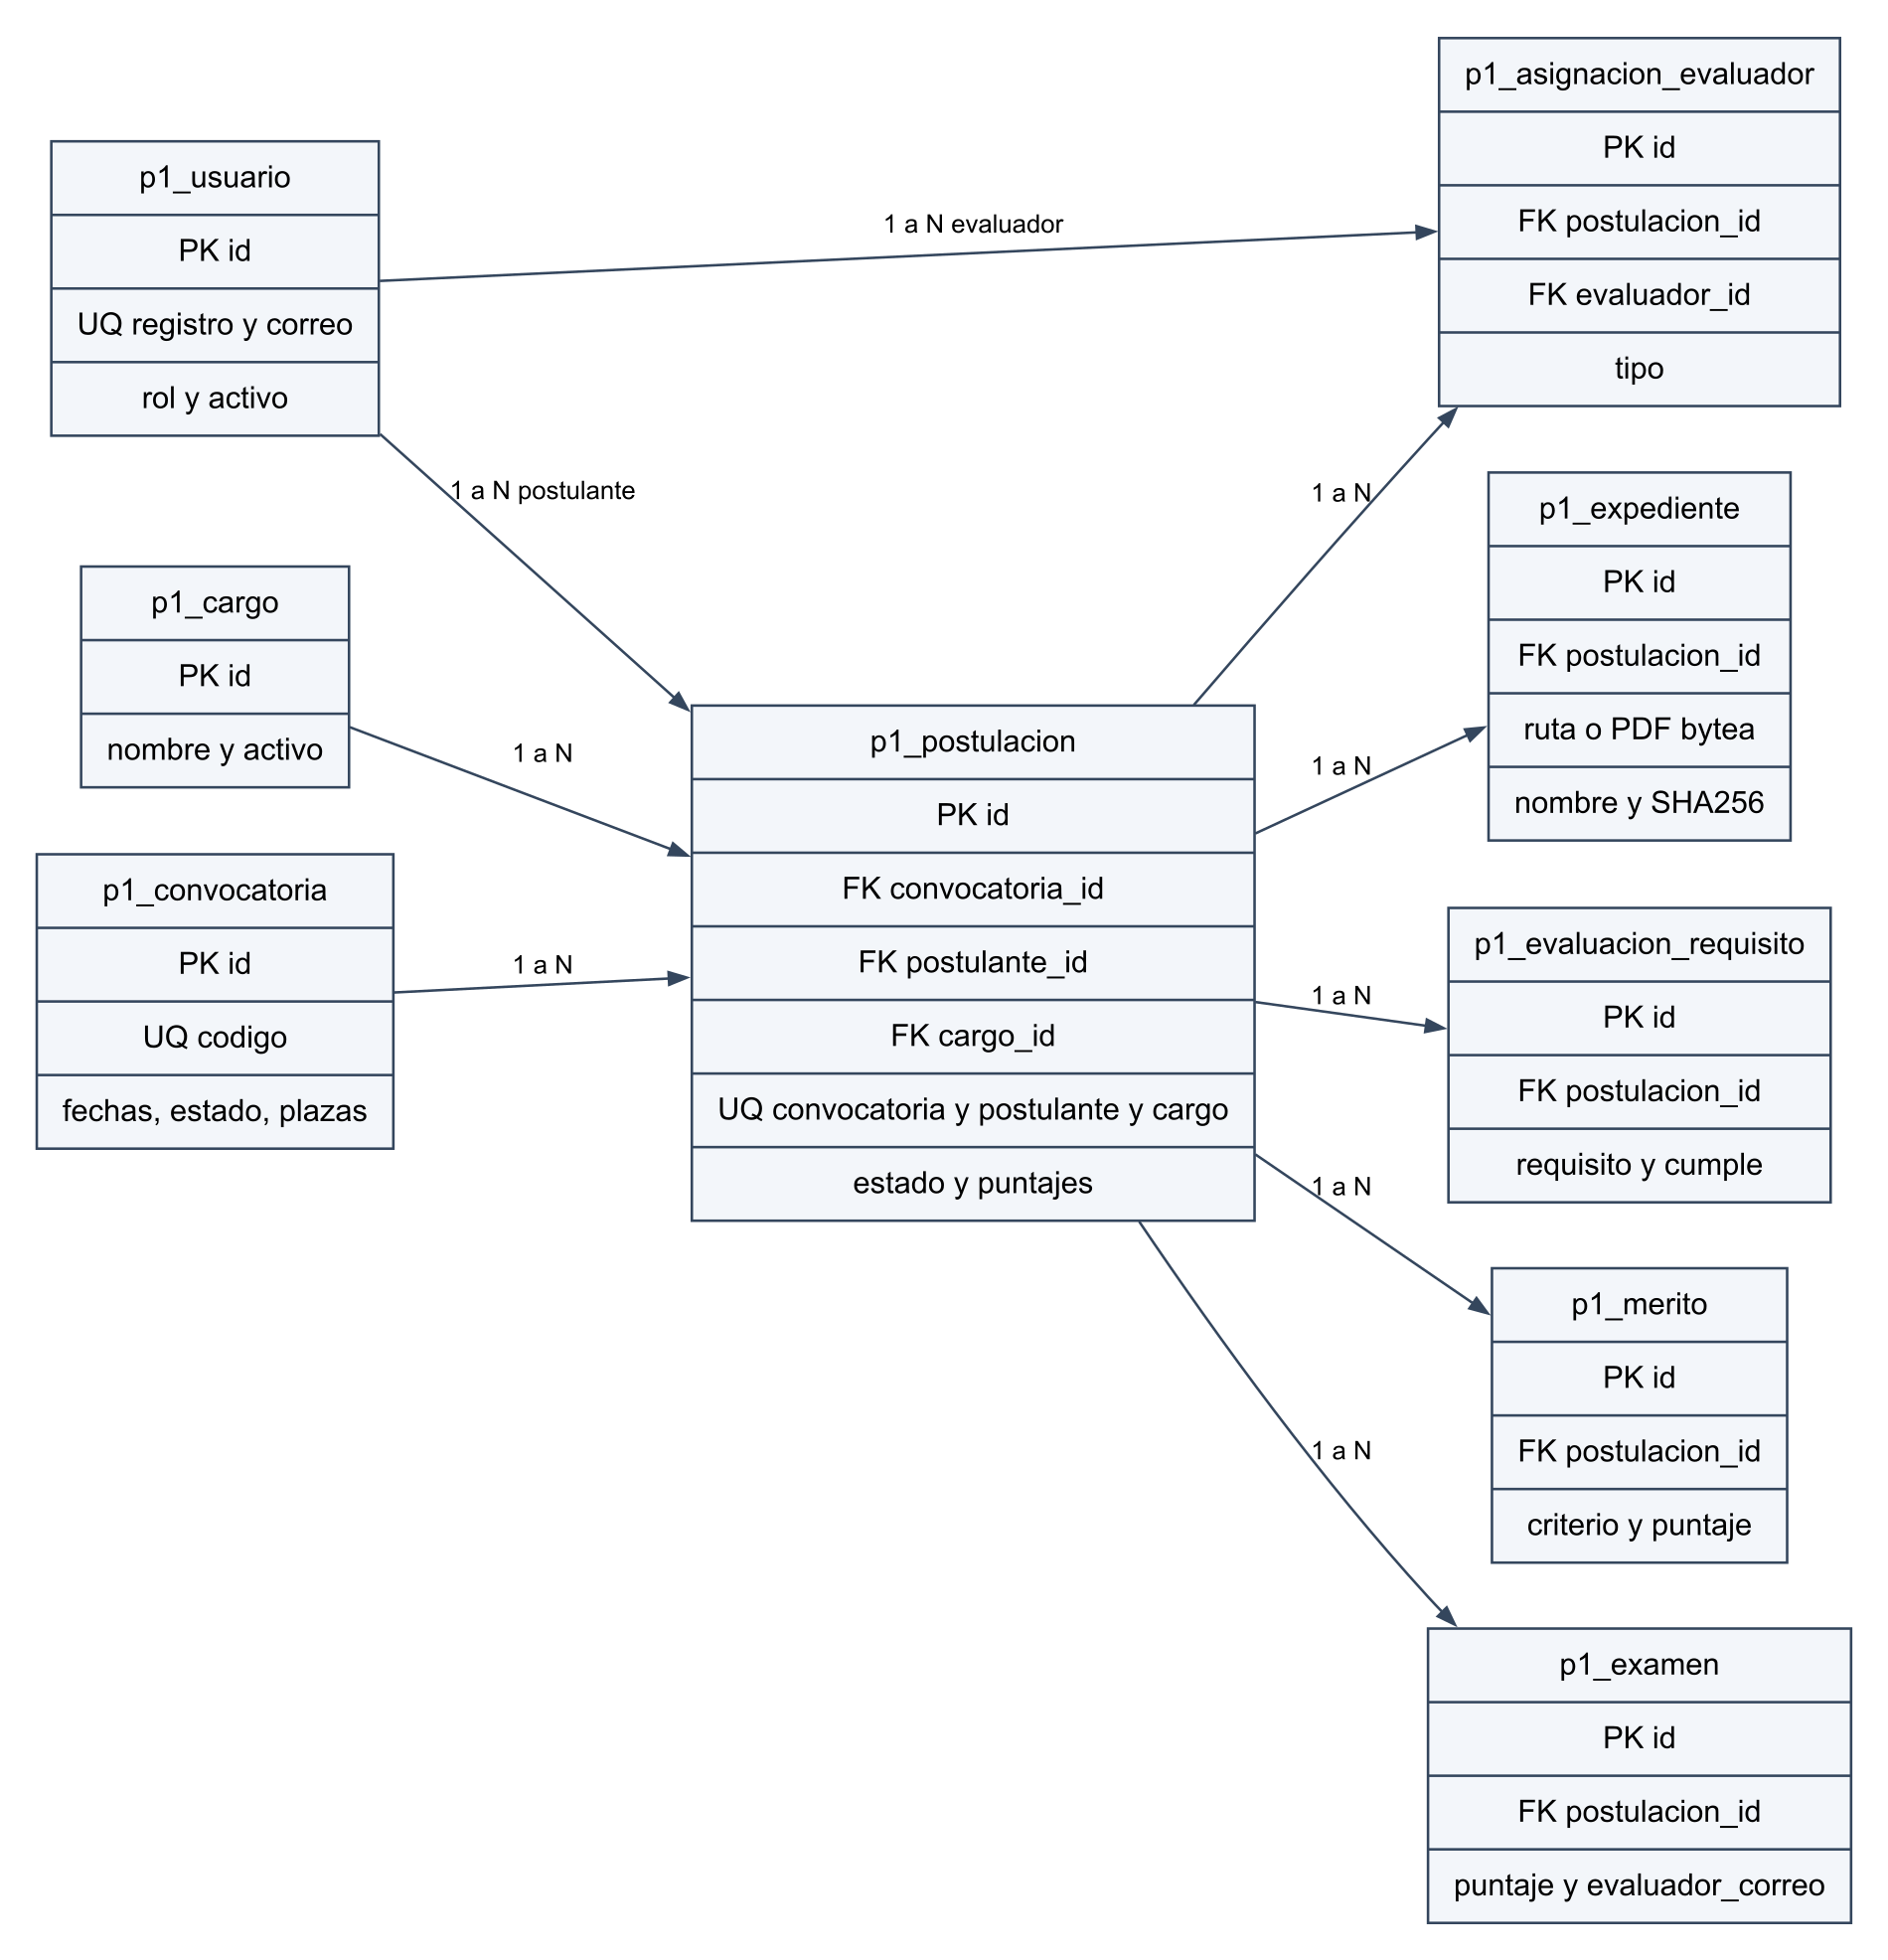 p1_usuario
PK id
UQ registro y correo
rol y activo
p1_cargo
PK id
nombre y activo
p1_convocatoria
PK id
UQ codigo
fechas, estado, plazas
1 a N evaluador
1 a N postulante
1 a N
1 a N
p1_postulacion
PK id
FK convocatoria_id
FK postulante_id
FK cargo_id
UQ convocatoria y postulante y cargo
estado y puntajes
1 a N
1 a N
1 a N
1 a N
1 a N
p1_asignacion_evaluador
PK id
FK postulacion_id
FK evaluador_id
tipo
p1_expediente
PK id
FK postulacion_id
ruta o PDF bytea
nombre y SHA256
p1_evaluacion_requisito
PK id
FK postulacion_id
requisito y cumple
p1_merito
PK id
FK postulacion_id
criterio y puntaje
p1_examen
PK id
FK postulacion_id
puntaje y evaluador_correo